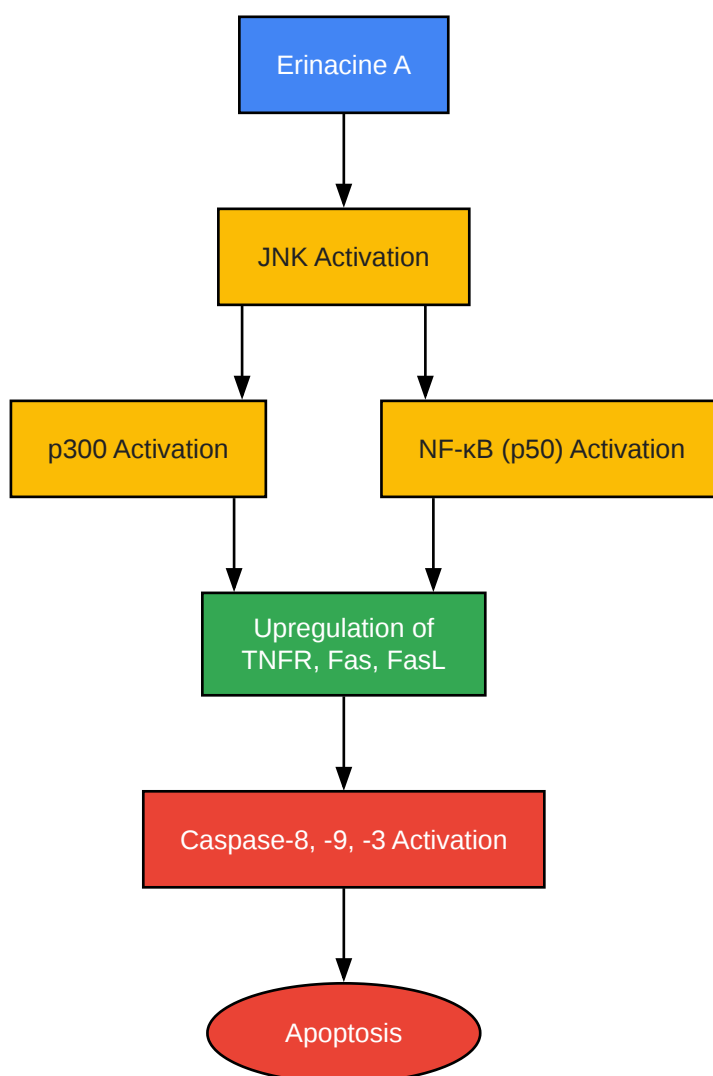 Erinacine A
JNK Activation
p300 Activation
NF-κB (p50) Activation
Upregulation of
TNFR, Fas, FasL
Caspase-8, -9, -3 Activation
Apoptosis